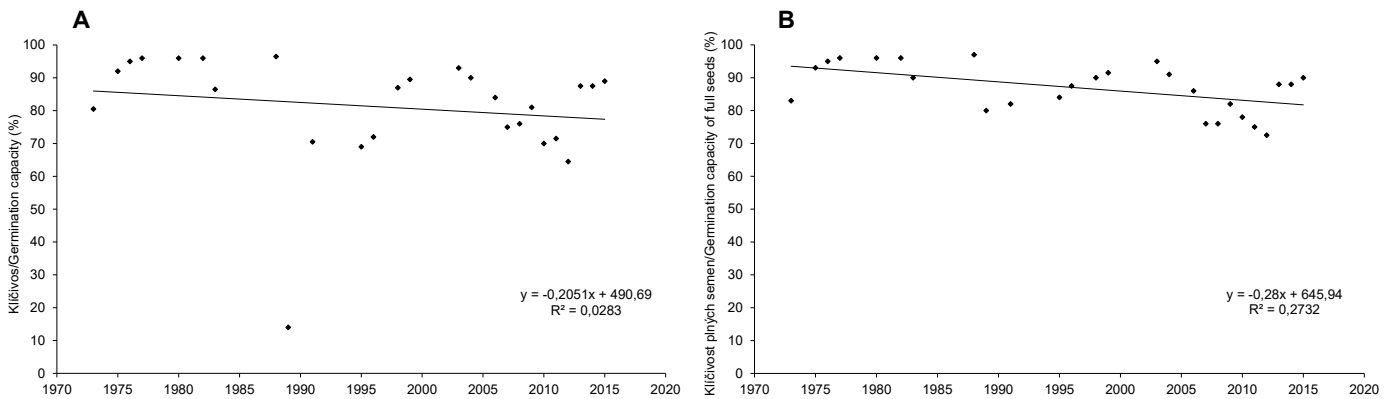 A
Klíčivos/Germination capacity (%)
100
90
80
70
60
50
40
30
20
10
0
y = -0,2051x + 490,69
R² = 0,0283
1970 1975 1980 1985 1990 1995 2000 2005 2010 2015 2020
B
Klíčivost plných semen/Germination capacity of full seeds (%)
100
90
80
70
60
50
40
30
20
10
0
y = -0,28x + 645,94
R² = 0,2732
1970 1975 1980 1985 1990 1995 2000 2005 2010 2015 2020